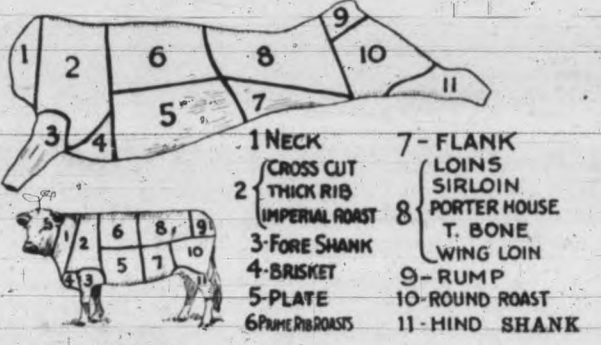 1 2 3 4 5 6 7 8 9 10 11
1 NECK
2 { CROSS CUT
THICK RIB
IMPERIAL ROAST
3-FORE SHANK
4-BRISKET
5-PLATE
6 PRIME RIB ROASTS
7-FLANK
8 { LOINS
SIRLOIN
PORTER HOUSE
T. BONE
WING LOIN
9-RUMP
10-ROUND ROAST
11-HIND SHANK
1 2 3 4 5 6 7 8 9 10 11